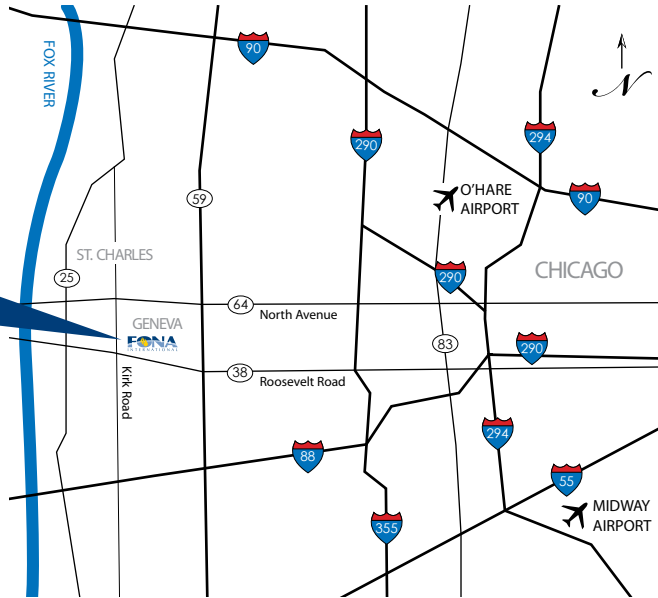 FOX RIVER
90
N
290
294
59
O'HARE
AIRPORT
90
ST. CHARLES
25
290
CHICAGO
64
North Avenue
GENEVA
FONA
INTERNATIONAL
83
290
38
Roosevelt Road
Kirk Road
294
88
55
MIDWAY
AIRPORT
355